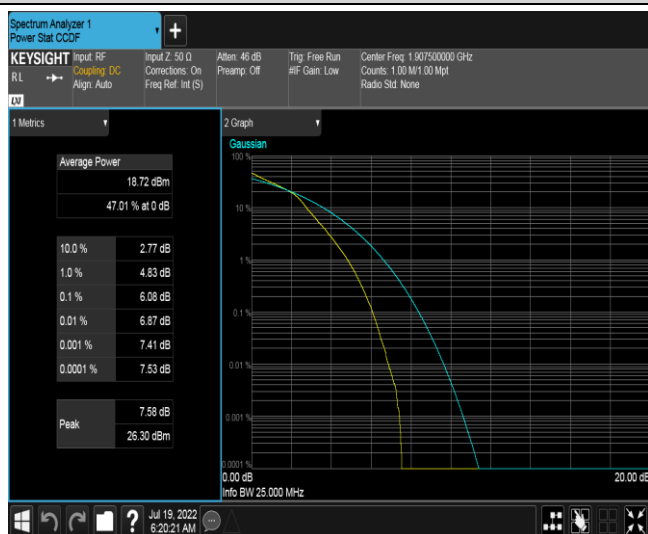 Spectrum Analyzer 1
Power Stat CCDF
+
KEYSIGHT
RL
LXI
Input: RF
Coupling: DC
Align: Auto
Input Z: 50 Ω
Corrections: On
Freq Ref: Int (S)
Atten: 46 dB
Preamp: Off
Trig: Free Run
#IF Gain: Low
Center Freq: 1.907500000 GHz
Counts: 1.00 M/1.00 Mpt
Radio Std: None
1 Metrics
Average Power
18.72 dBm
47.01 % at 0 dB
10.0 % 2.77 dB
1.0 % 4.83 dB
0.1 % 6.08 dB
0.01 % 6.87 dB
0.001 % 7.41 dB
0.0001 % 7.53 dB
Peak
7.58 dB
26.30 dBm
2 Graph
Gaussian
100 %
10 %
1 %
0.1 %
0.01 %
0.001 %
0.0001 %
0.00 dB
20.00 dB
Info BW 25.000 MHz
?
Jul 19, 2022
6:20:21 AM